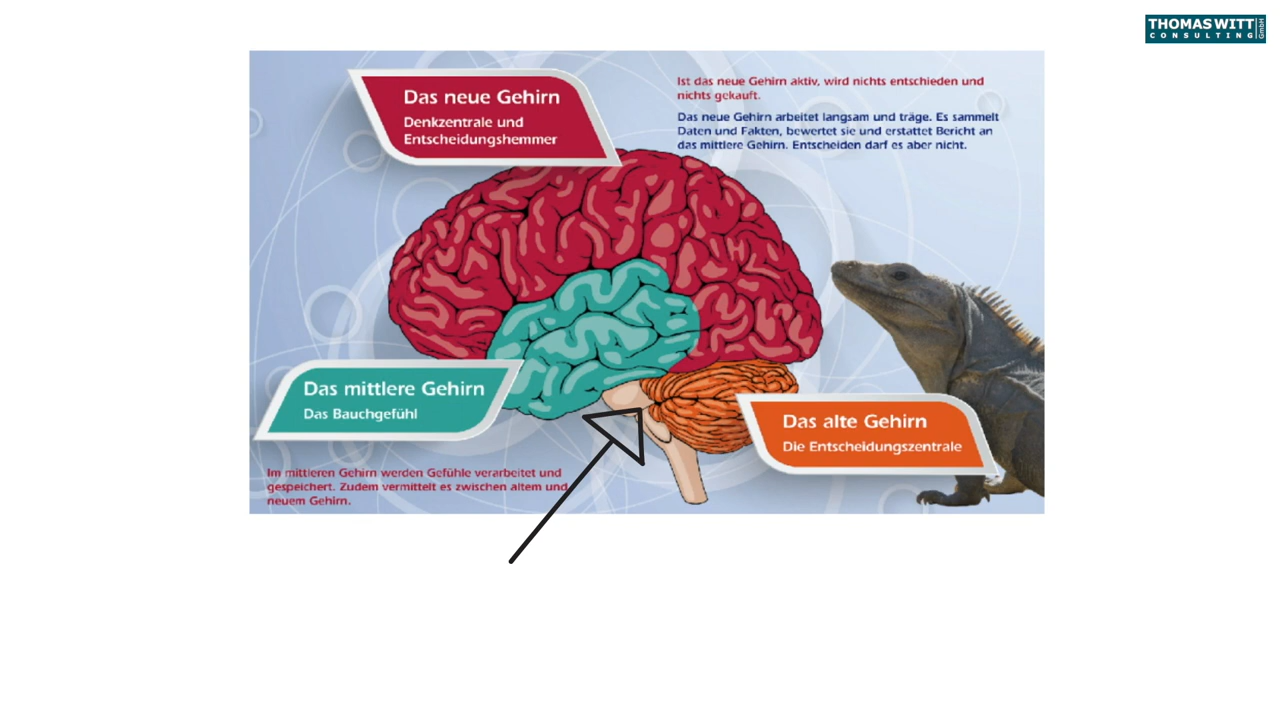 THOMAS WITT
CONSULTING
GmbH
Das neue Gehirn
Denkzentrale und
Entscheidungshemmer
Ist das neue Gehirn aktiv, wird nichts entschieden und
nichts gekauft.
Das neue Gehirn arbeitet langsam und träge. Es sammelt
Daten und Fakten, bewertet sie und erstattet Bericht an
das mittlere Gehirn. Entscheiden darf es aber nicht.
Das mittlere Gehirn
Das Bauchgefühl
Das alte Gehirn
Die Entscheidungszentrale
Im mittleren Gehirn werden Gefühle verarbeitet und
gespeichert. Zudem vermittelt es zwischen altem und
neuem Gehirn.